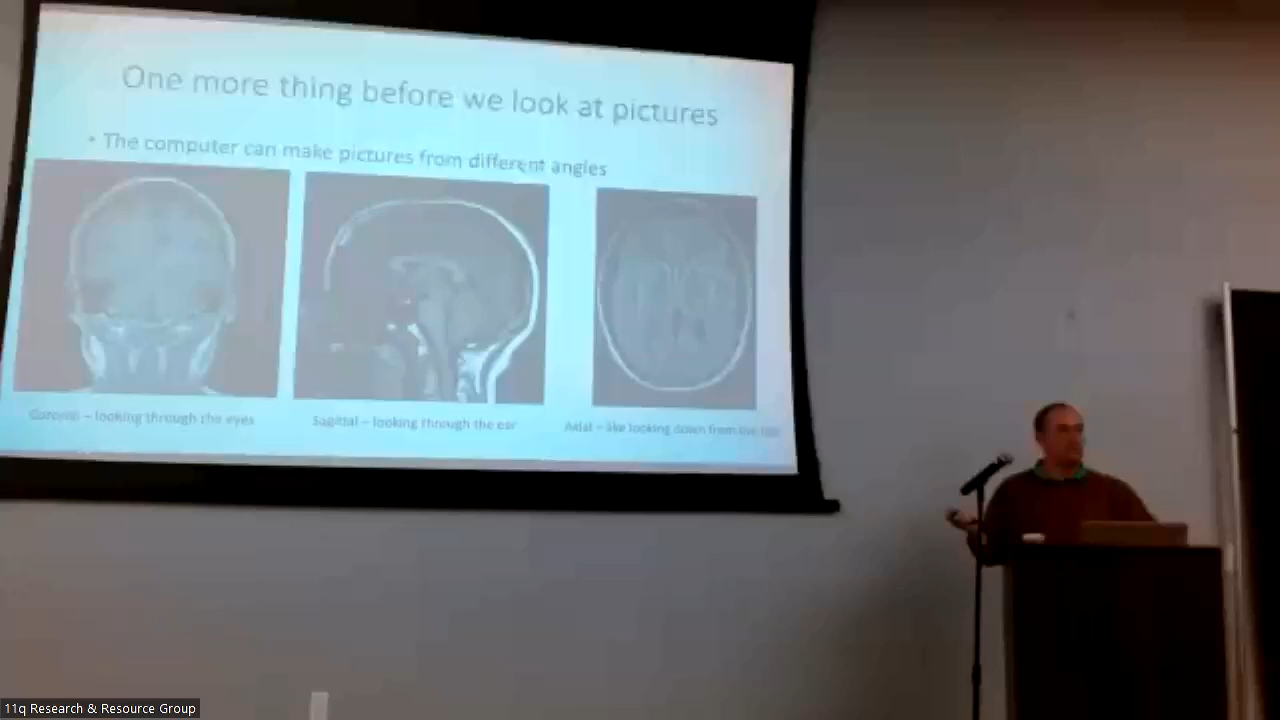 One more thing before we look at pictures
• The computer can make pictures from different angles
Coronal – looking through the eyes
Sagittal – looking through the ear
Axial – like looking down from the top
11q Research & Resource Group